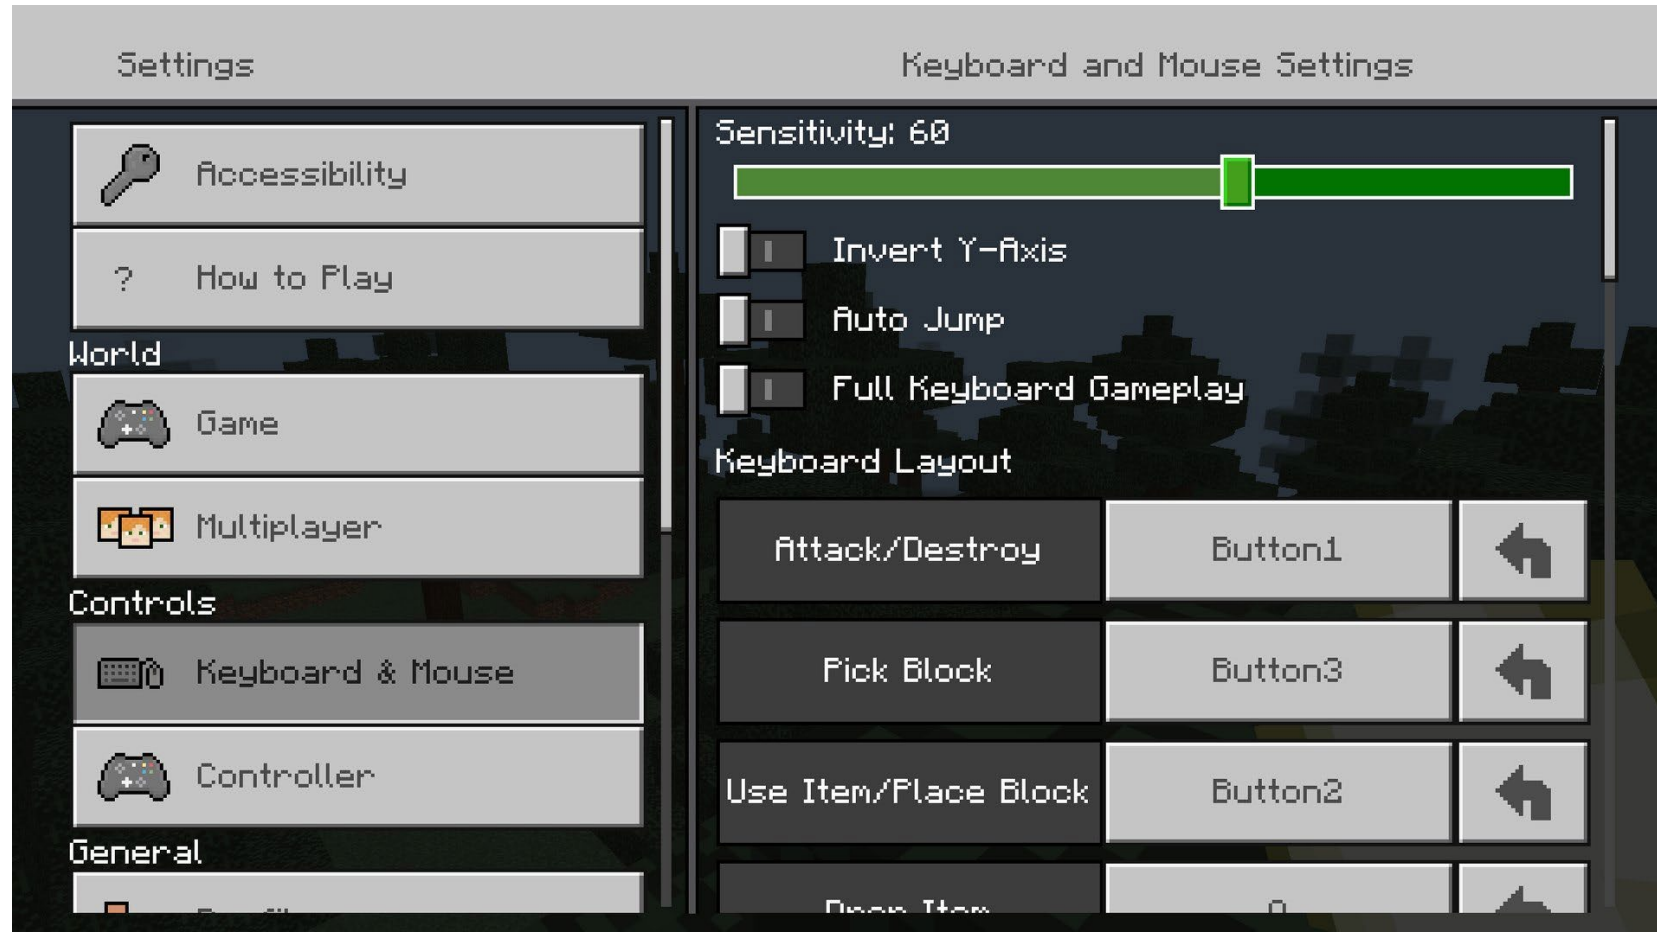 Settings
Keyboard and Mouse Settings
Accessibility
? How to Play
World
Game
Multiplayer
Controls
Keyboard & Mouse
Controller
General
Sensitivity: 60
Invert Y-Axis
Auto Jump
Full Keyboard Gameplay
Keyboard Layout
Attack/Destroy Button1
Pick Block Button3
Use Item/Place Block Button2
Drop Item